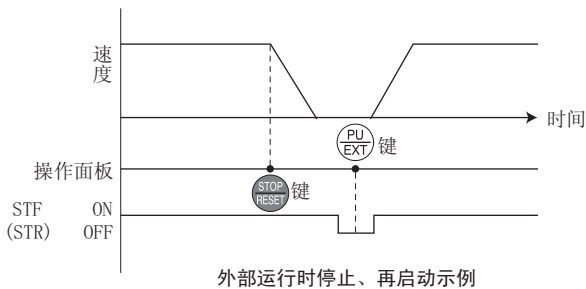 速度
时间
PU
EXT 键
操作面板
STOP
RESET 键
STF ON
(STR) OFF
外部运行时停止、再启动示例